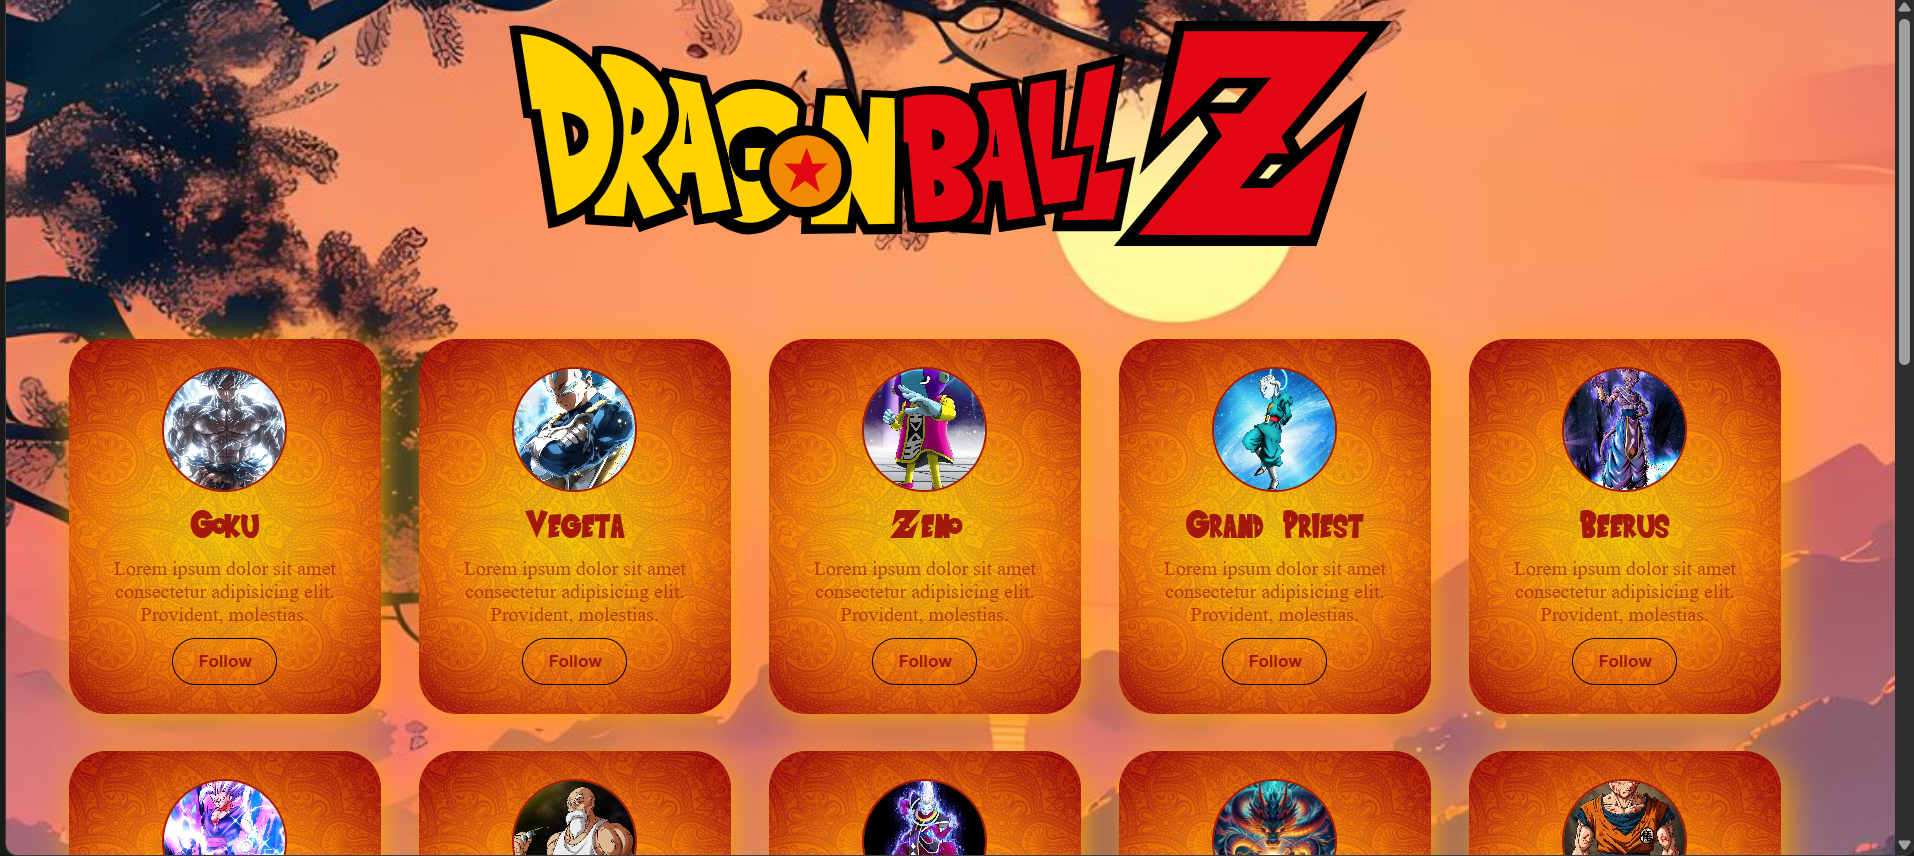 DRAGONBALL Z
Goku
Vegeta
Zeno
Grand Priest
Beerus
Lorem ipsum dolor sit amet
consectetur adipisicing elit.
Provident, molestias.
Lorem ipsum dolor sit amet
consectetur adipisicing elit.
Provident, molestias.
Lorem ipsum dolor sit amet
consectetur adipisicing elit.
Provident, molestias.
Lorem ipsum dolor sit amet
consectetur adipisicing elit.
Provident, molestias.
Lorem ipsum dolor sit amet
consectetur adipisicing elit.
Provident, molestias.
Follow
Follow
Follow
Follow
Follow